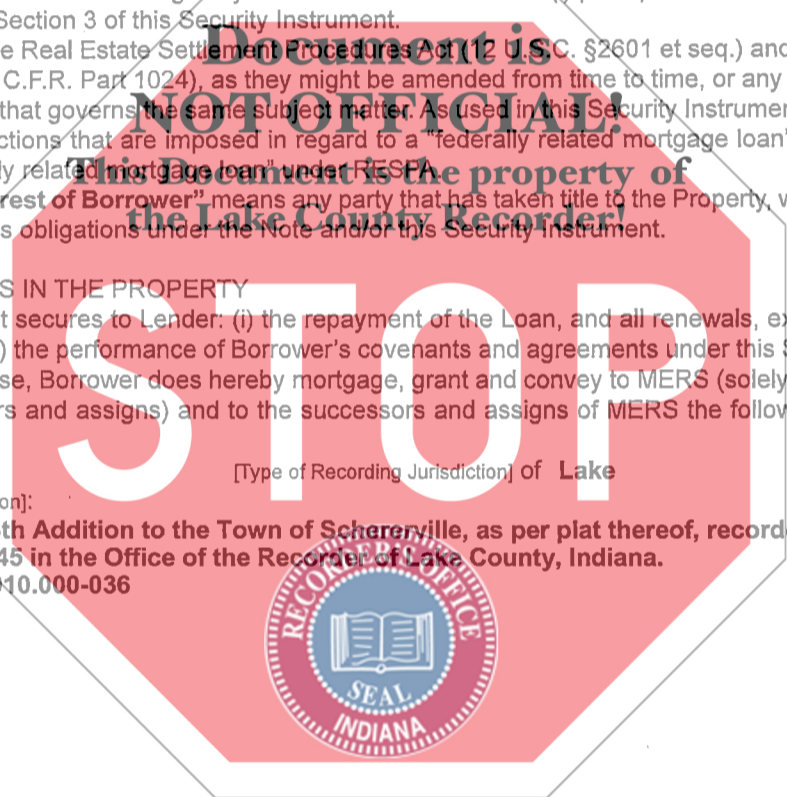 Section 3 of this Security Instrument.
Document is
e Real Estate Settlement Procedures Act (12 U.S.C. §2601 et seq.) and
C.F.R. Part 1024), as they might be amended from time to time, or any
NOT OFFICIAL!
that governs the same subject matter. As used in this Security Instrumen
ctions that are imposed in regard to a "federally related mortgage loan"
This Document is the property of
ly related mortgage loan" under RESPA.
rest of Borrower" means any party that has taken title to the Property, w
the Lake County Recorder!
s obligations under the Note and/or this Security Instrument.
S IN THE PROPERTY
t secures to Lender: (i) the repayment of the Loan, and all renewals, ex
) the performance of Borrower's covenants and agreements under this S
se, Borrower does hereby mortgage, grant and convey to MERS (solely
rs and assigns) and to the successors and assigns of MERS the follow
STOP
[Type of Recording Jurisdiction] of Lake
on]:
th Addition to the Town of Schererville, as per plat thereof, record
45 in the Office of the Recorder of Lake County, Indiana.
10.000-036
RECORDER'S OFFICE
SEAL
INDIANA